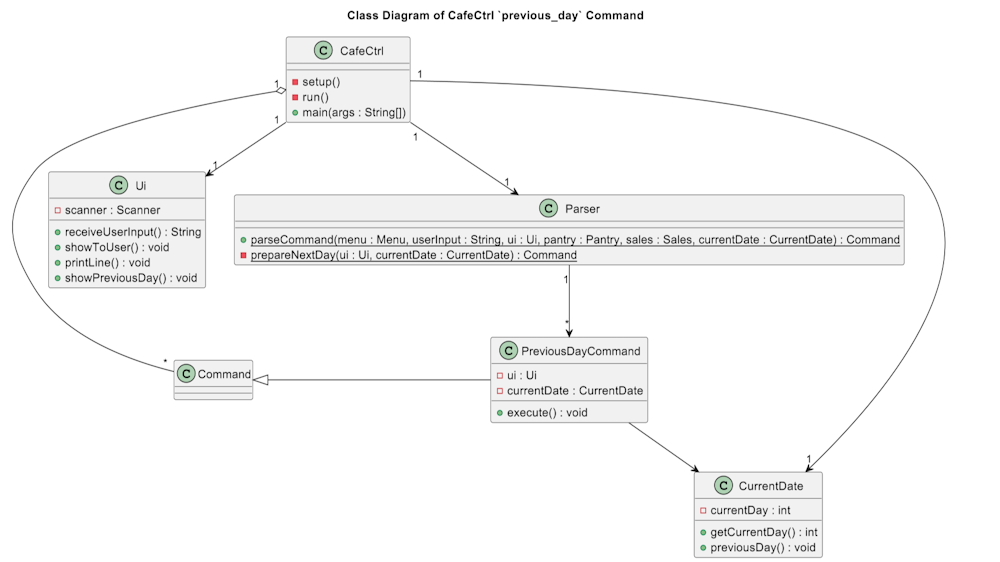 Class Diagram of CafeCtrl `previous_day` Command
C CafeCtrl
setup()
run()
main(args : String[])
1
1
1
1
1
1
C Ui
scanner : Scanner
receiveUserInput() : String
showToUser() : void
printLine() : void
showPreviousDay() : void
C Parser
parseCommand(menu : Menu, userInput : String, ui : Ui, pantry : Pantry, sales : Sales, currentDate : CurrentDate) : Command
prepareNextDay(ui : Ui, currentDate : CurrentDate) : Command
1
*
*
C Command
C PreviousDayCommand
ui : Ui
currentDate : CurrentDate
execute() : void
1
C CurrentDate
currentDay : int
getCurrentDay() : int
previousDay() : void